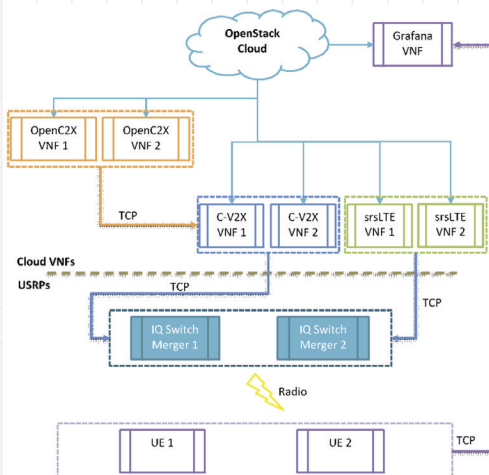 OpenStack
Cloud
Grafana
VNF
OpenC2X
VNF 1
OpenC2X
VNF 2
TCP
C-V2X
VNF 1
C-V2X
VNF 2
srsLTE
VNF 1
srsLTE
VNF 2
Cloud VNFs
USRPs
TCP
TCP
IQ Switch
Merger 1
IQ Switch
Merger 2
Radio
UE 1
UE 2
TCP